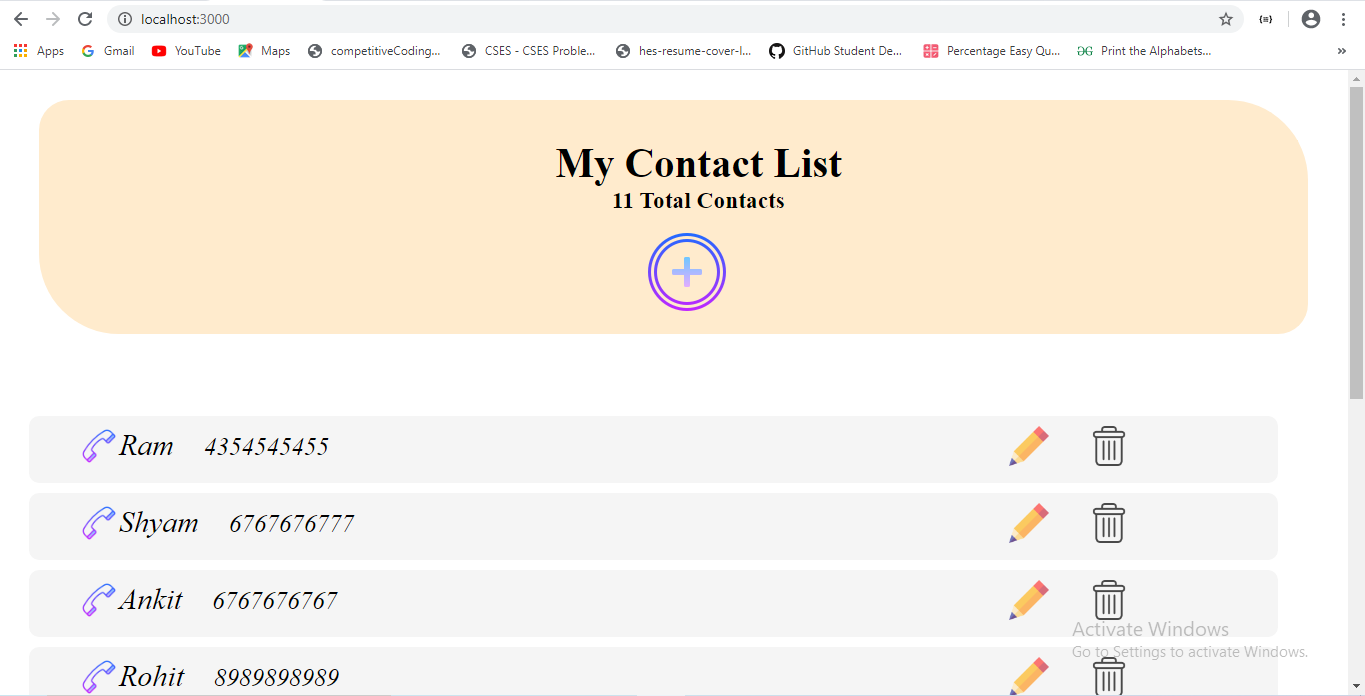 localhost:3000
Apps Gmail YouTube Maps competitiveCoding... CSES - CSES Proble... hes-resume-cover-l... GitHub Student De... Percentage Easy Qu... Print the Alphabets... »
My Contact List
11 Total Contacts
Ram 4354545455
Shyam 6767676777
Ankit 6767676767
Activate Windows
Go to Settings to activate Windows.
Rohit 8989898989